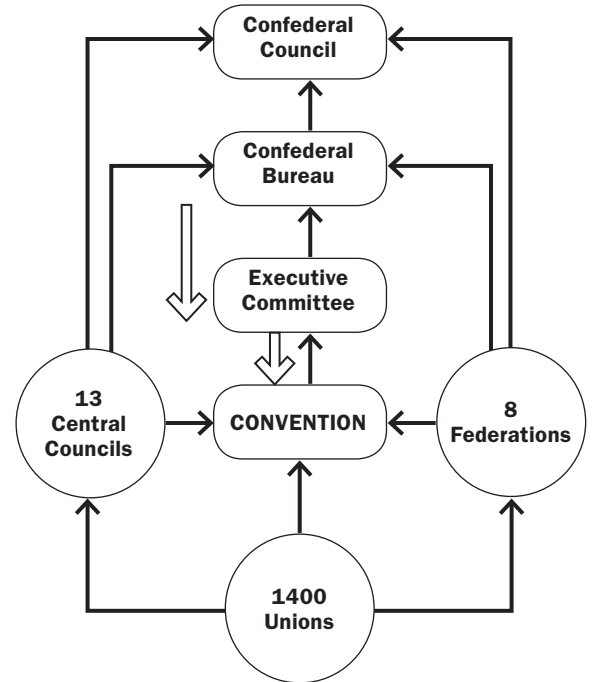 Confederal
Council
Confederal
Bureau
Executive
Committee
13
Central
Councils
CONVENTION
8
Federations
1400
Unions